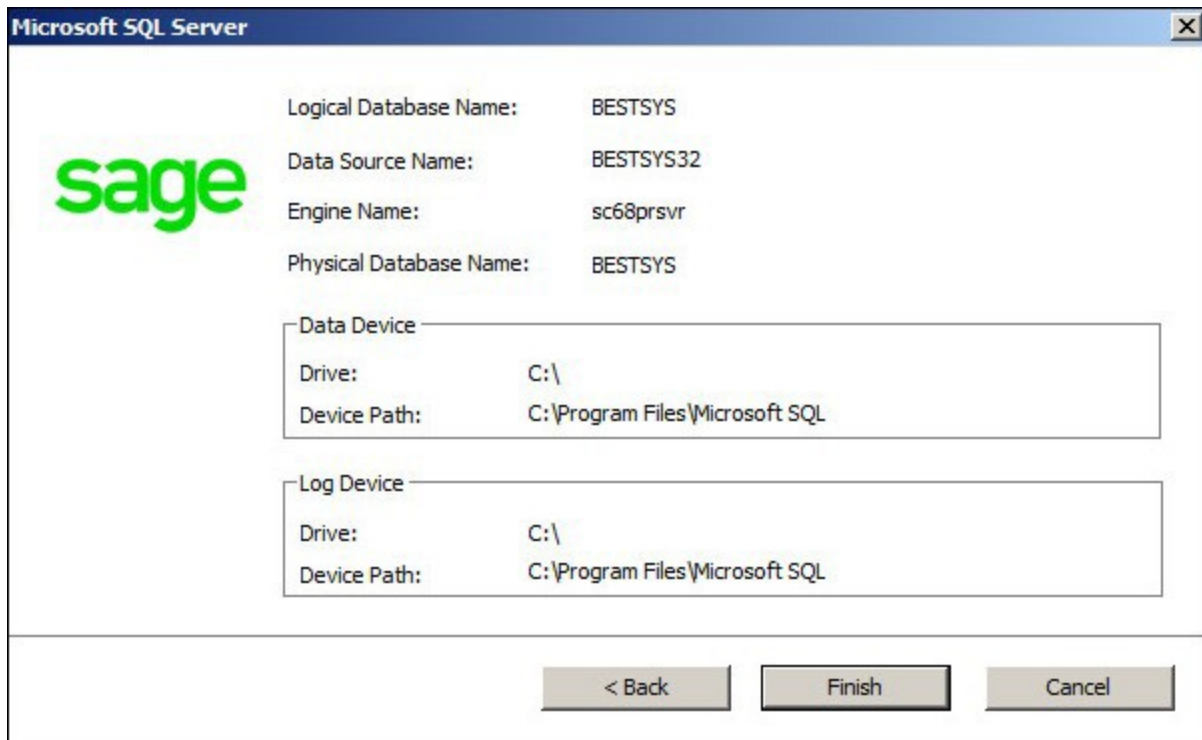 Microsoft SQL Server
sage
Logical Database Name: BESTSYS
Data Source Name: BESTSYS32
Engine Name: sc68prsvr
Physical Database Name: BESTSYS
Data Device
Drive: C:\
Device Path: C:\Program Files\Microsoft SQL
Log Device
Drive: C:\
Device Path: C:\Program Files\Microsoft SQL
< Back Finish Cancel